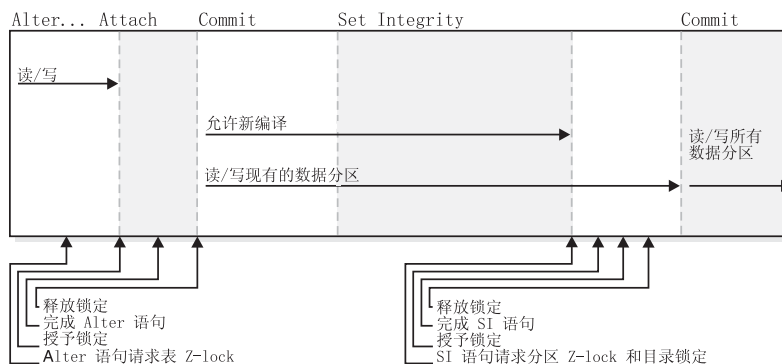 Alter... Attach Commit Set Integrity Commit
读/写
允许新编译
读/写所有
数据分区
读/写现有的数据分区
释放锁定
完成 Alter 语句
授予锁定
Alter 语句请求表 Z-lock
释放锁定
完成 SI 语句
授予锁定
SI 语句请求分区 Z-lock 和目录锁定